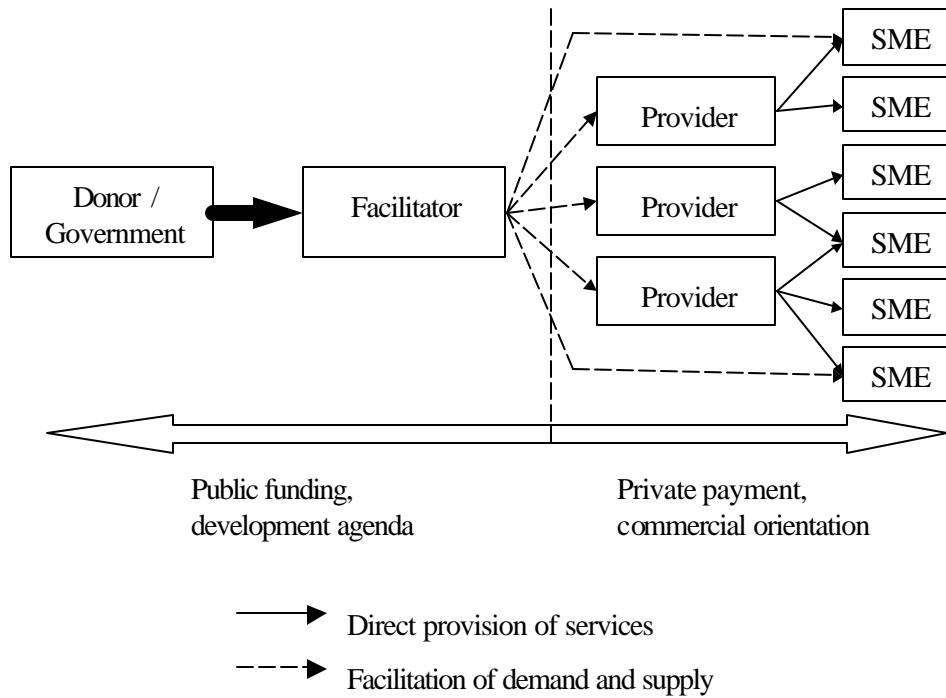 SME
Provider
SME
Donor /
Government
Facilitator
Provider
SME
SME
Provider
SME
SME
Public funding,
development agenda
Private payment,
commercial orientation
Direct provision of services
Facilitation of demand and supply